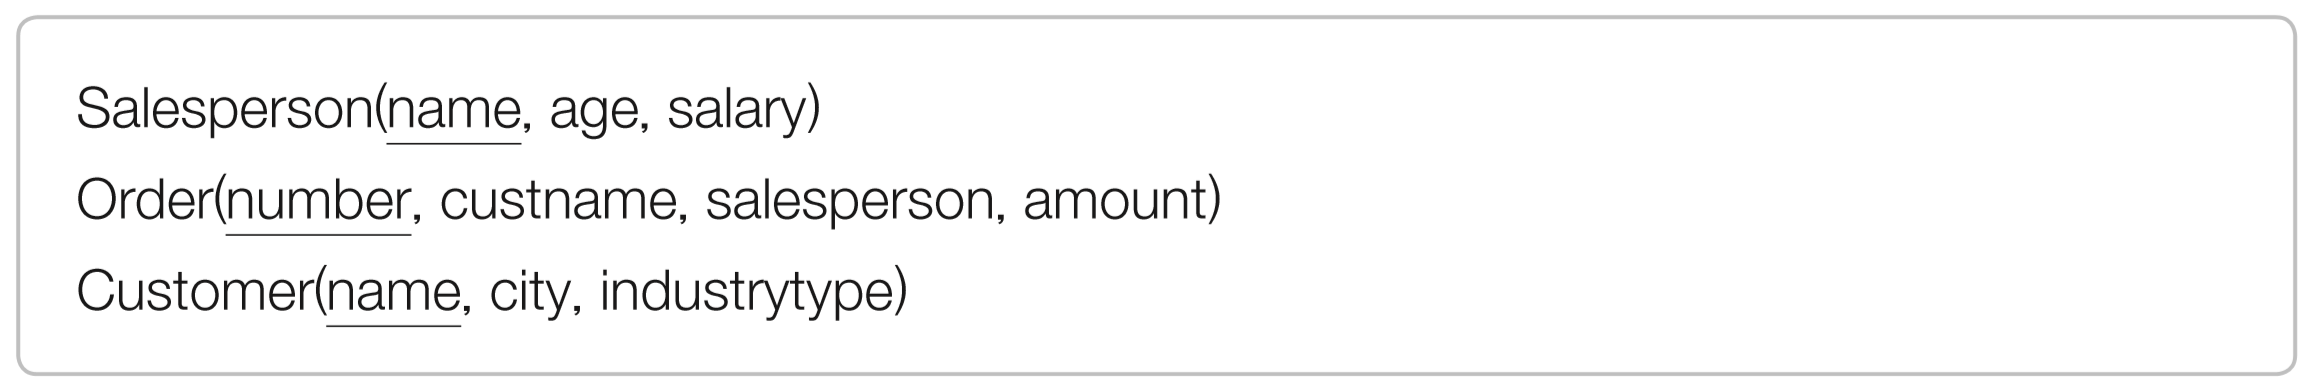 Salesperson(name, age, salary)
Order(number, custname, salesperson, amount)
Customer(name, city, industrytype)